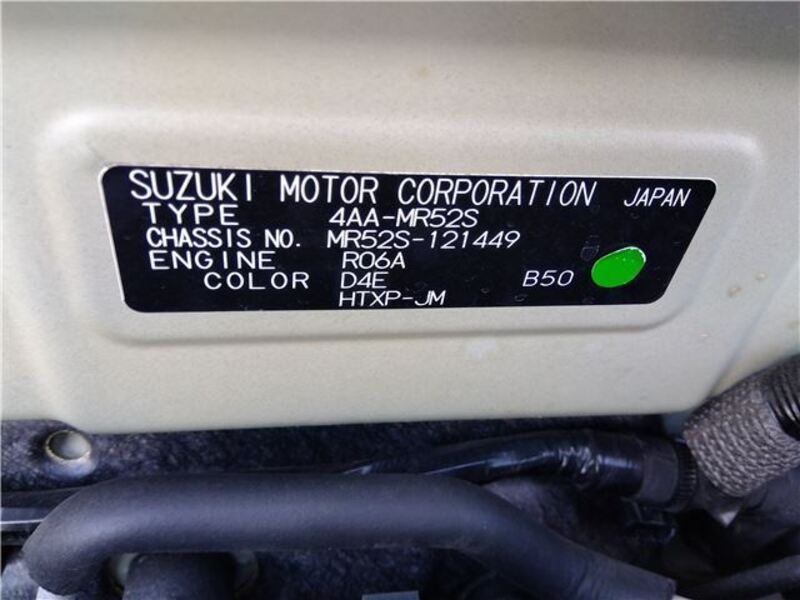 SUZUKI MOTOR CORPORATION JAPAN
TYPE 4AA-MR52S
CHASSIS NO. MR52S-121449
ENGINE R06A
COLOR D4E B50
HTXP-JM